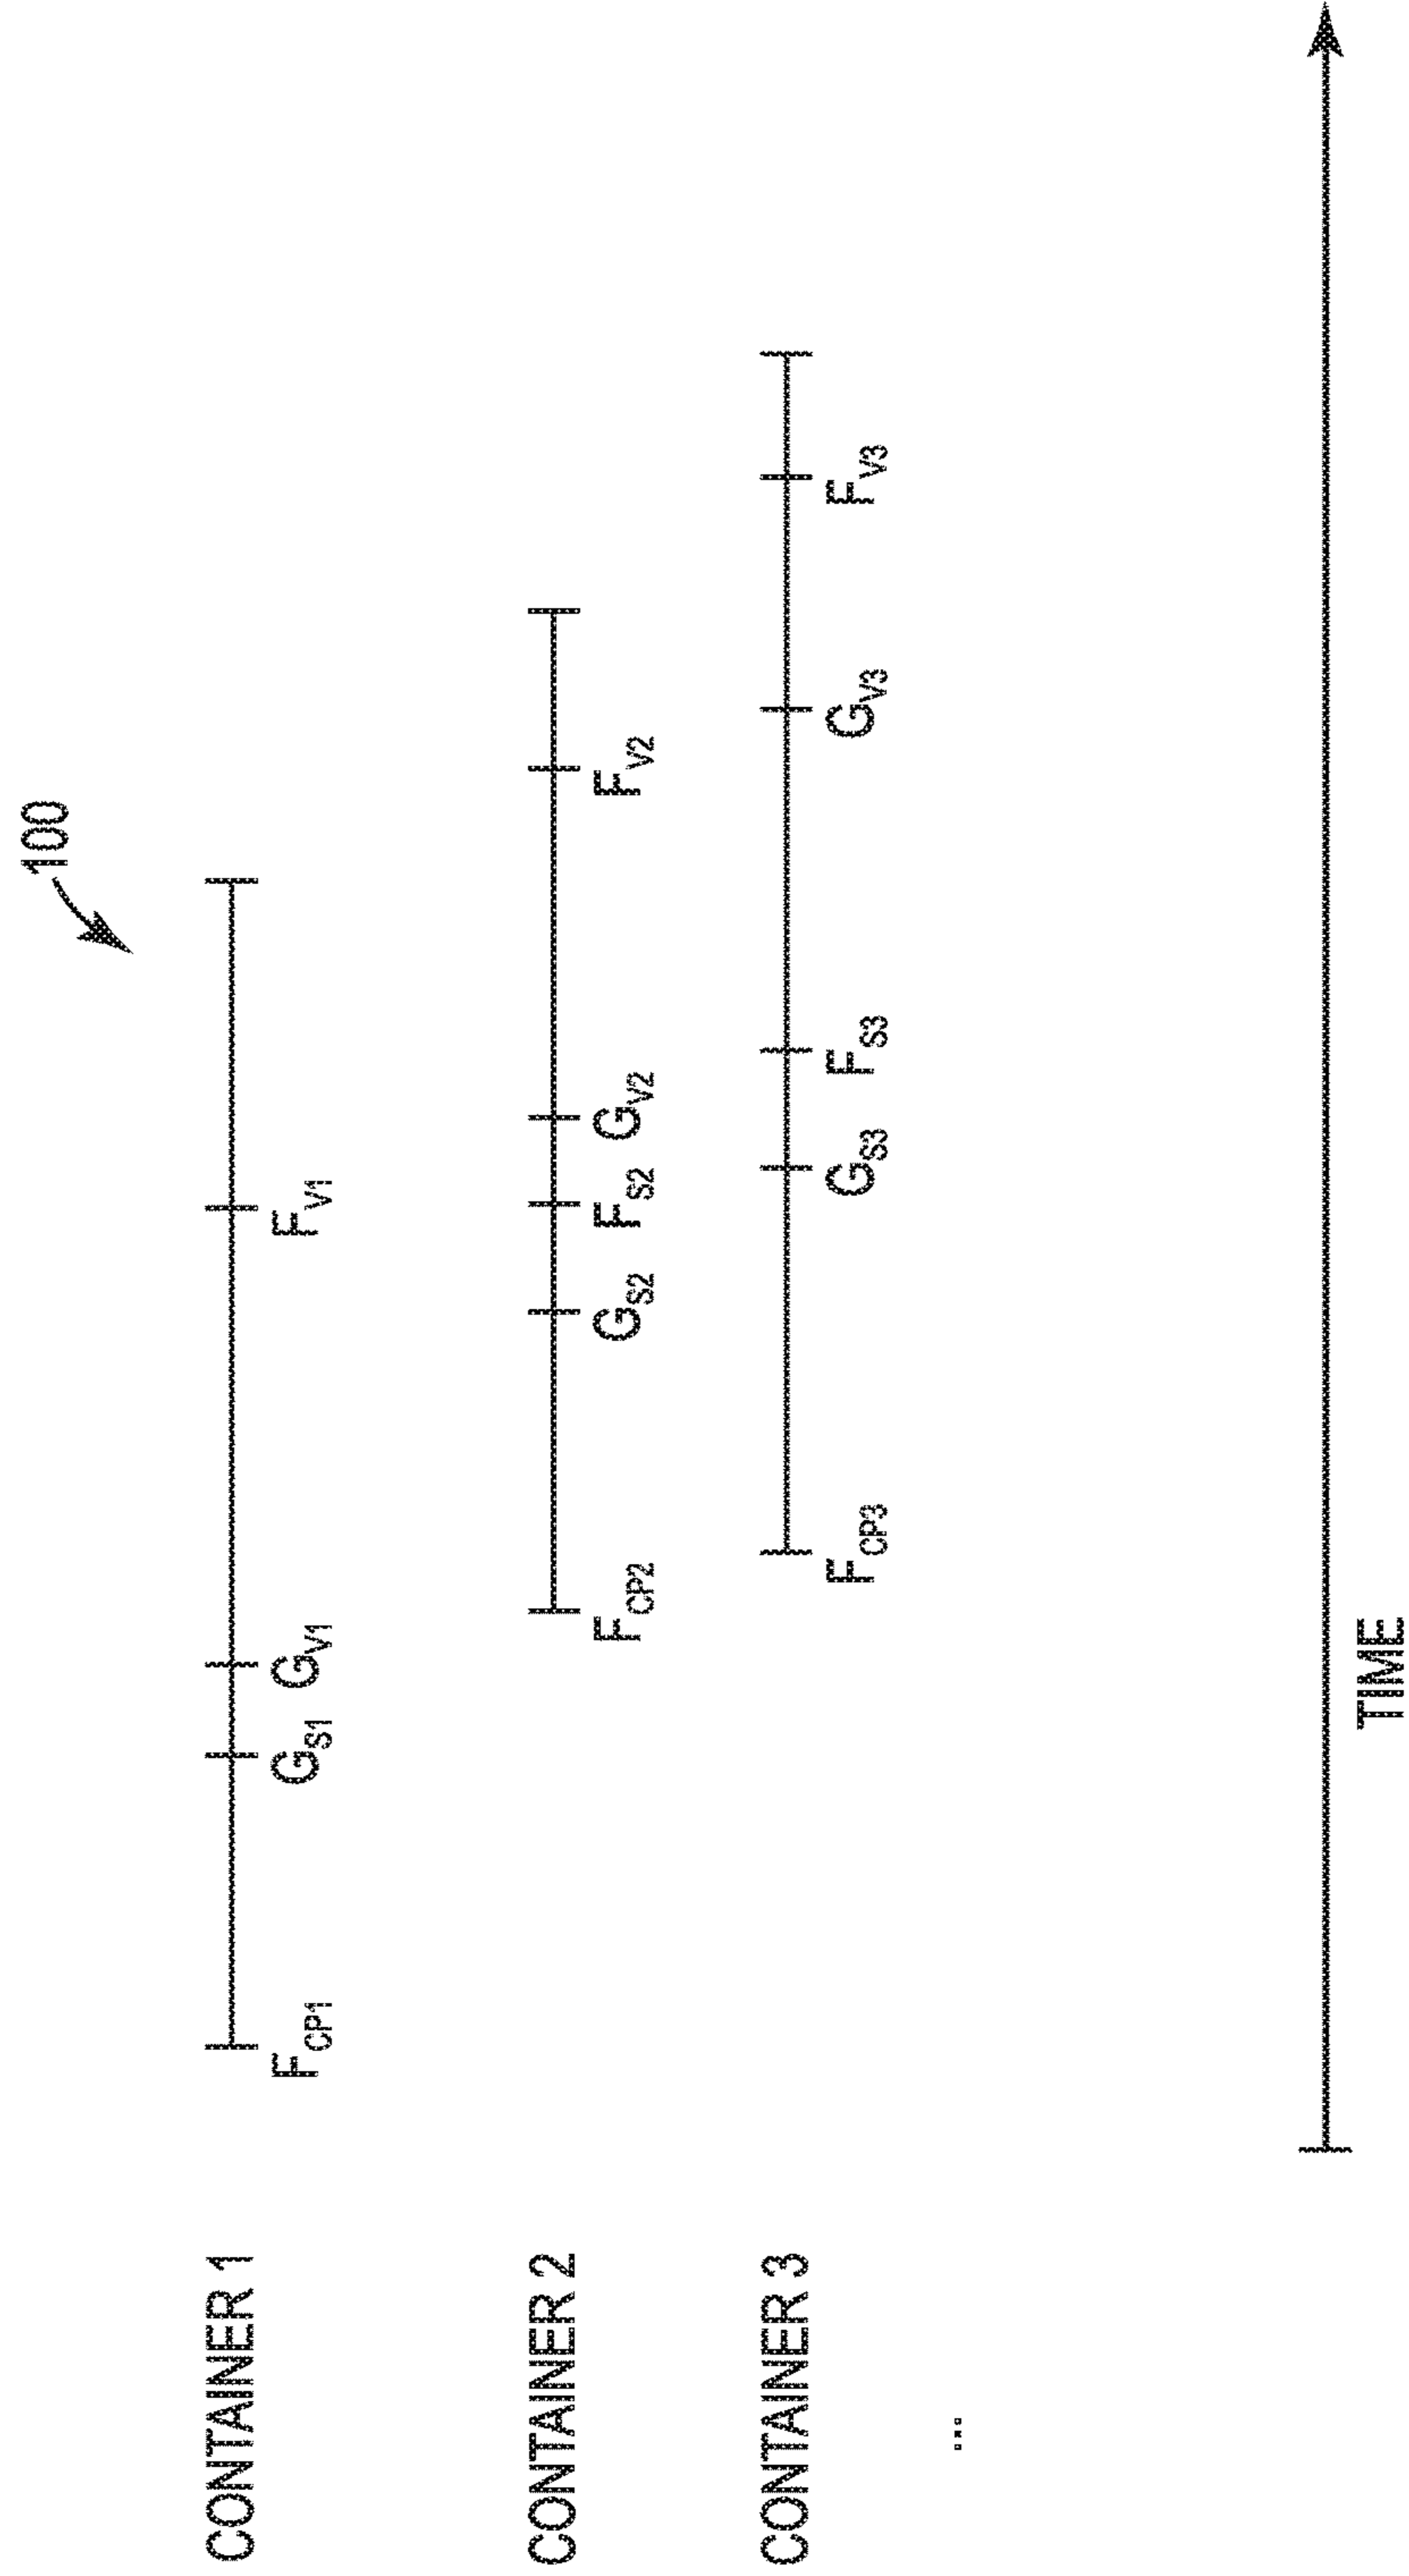 100
CONTAINER 1
F_CP1 G_S1 G_V1 F_V1
CONTAINER 2
F_CP2 G_S2 F_S2 G_V2 F_V2
CONTAINER 3
F_CP3 G_S3 F_S3 G_V3 F_V3
...
TIME